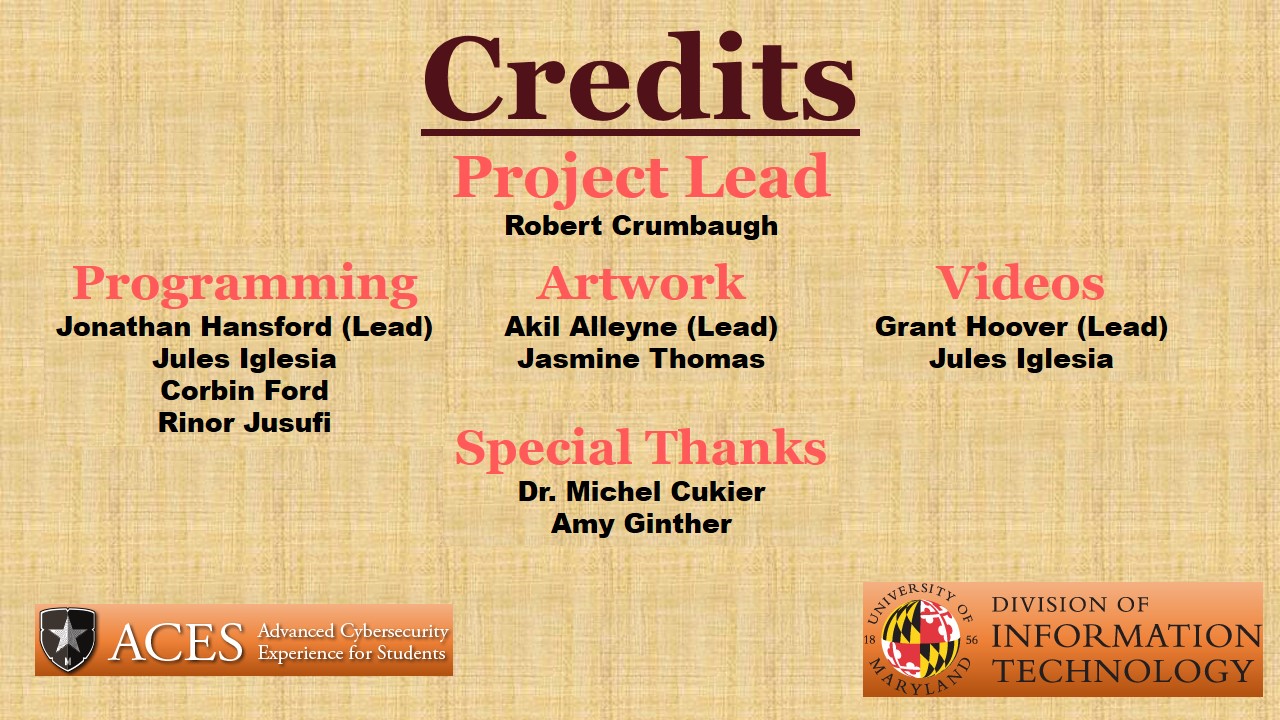 Credits
Project Lead
Robert Crumbaugh
Programming
Jonathan Hansford (Lead)
Jules Iglesia
Corbin Ford
Rinor Jusufi
Artwork
Akil Alleyne (Lead)
Jasmine Thomas
Videos
Grant Hoover (Lead)
Jules Iglesia
Special Thanks
Dr. Michel Cukier
Amy Ginther
ACES
Advanced Cybersecurity
Experience for Students
UNIVERSITY OF
18 56
MARYLAND
DIVISION OF
INFORMATION
TECHNOLOGY